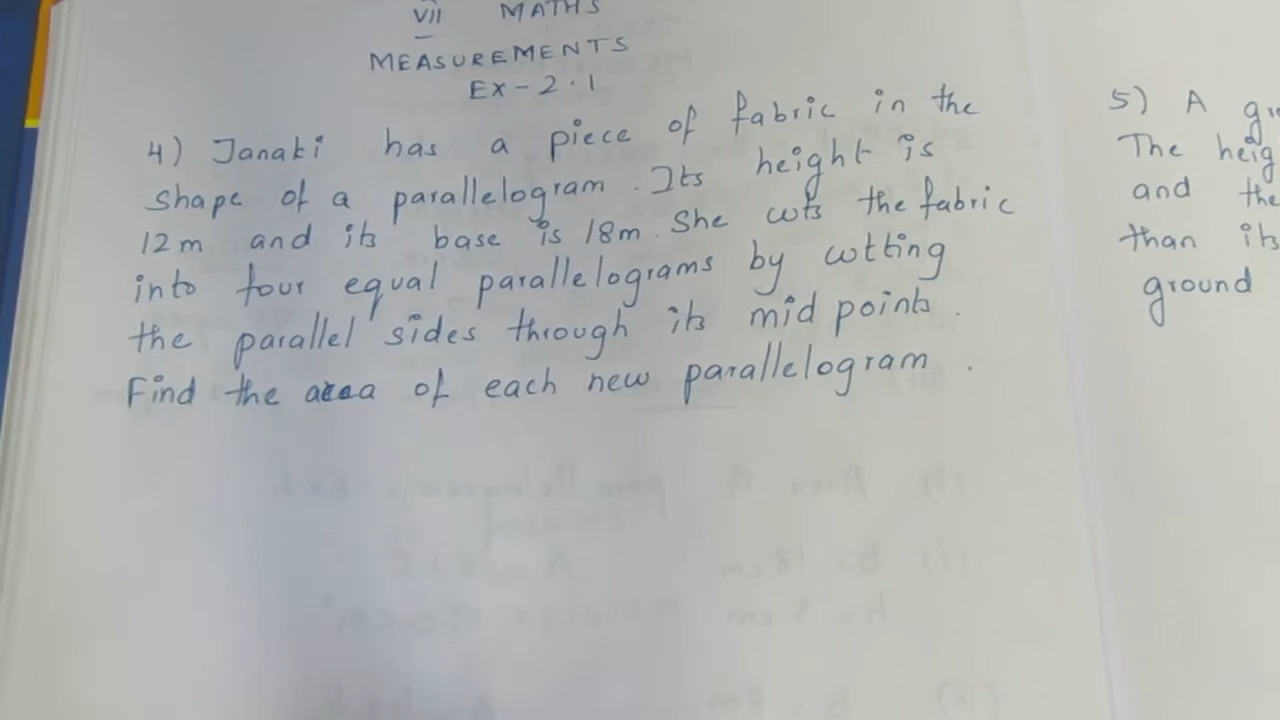 VII MATHS
MEASUREMENTS
Ex - 2.1
4) Janaki has a piece of fabric in the
shape of a parallelogram. Its height is
12m and its base is 18m. She cuts the fabric
into four equal parallelograms by cutting
the parallel sides through its mid points.
Find the area of each new parallelogram.
5) A
The
and the
than its
ground